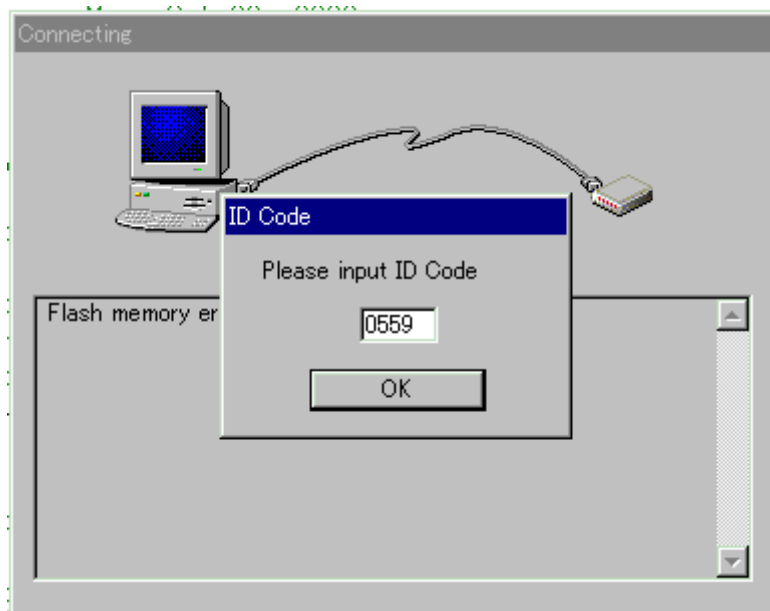 Connecting
ID Code
Please input ID Code
Flash memory er
0559
OK